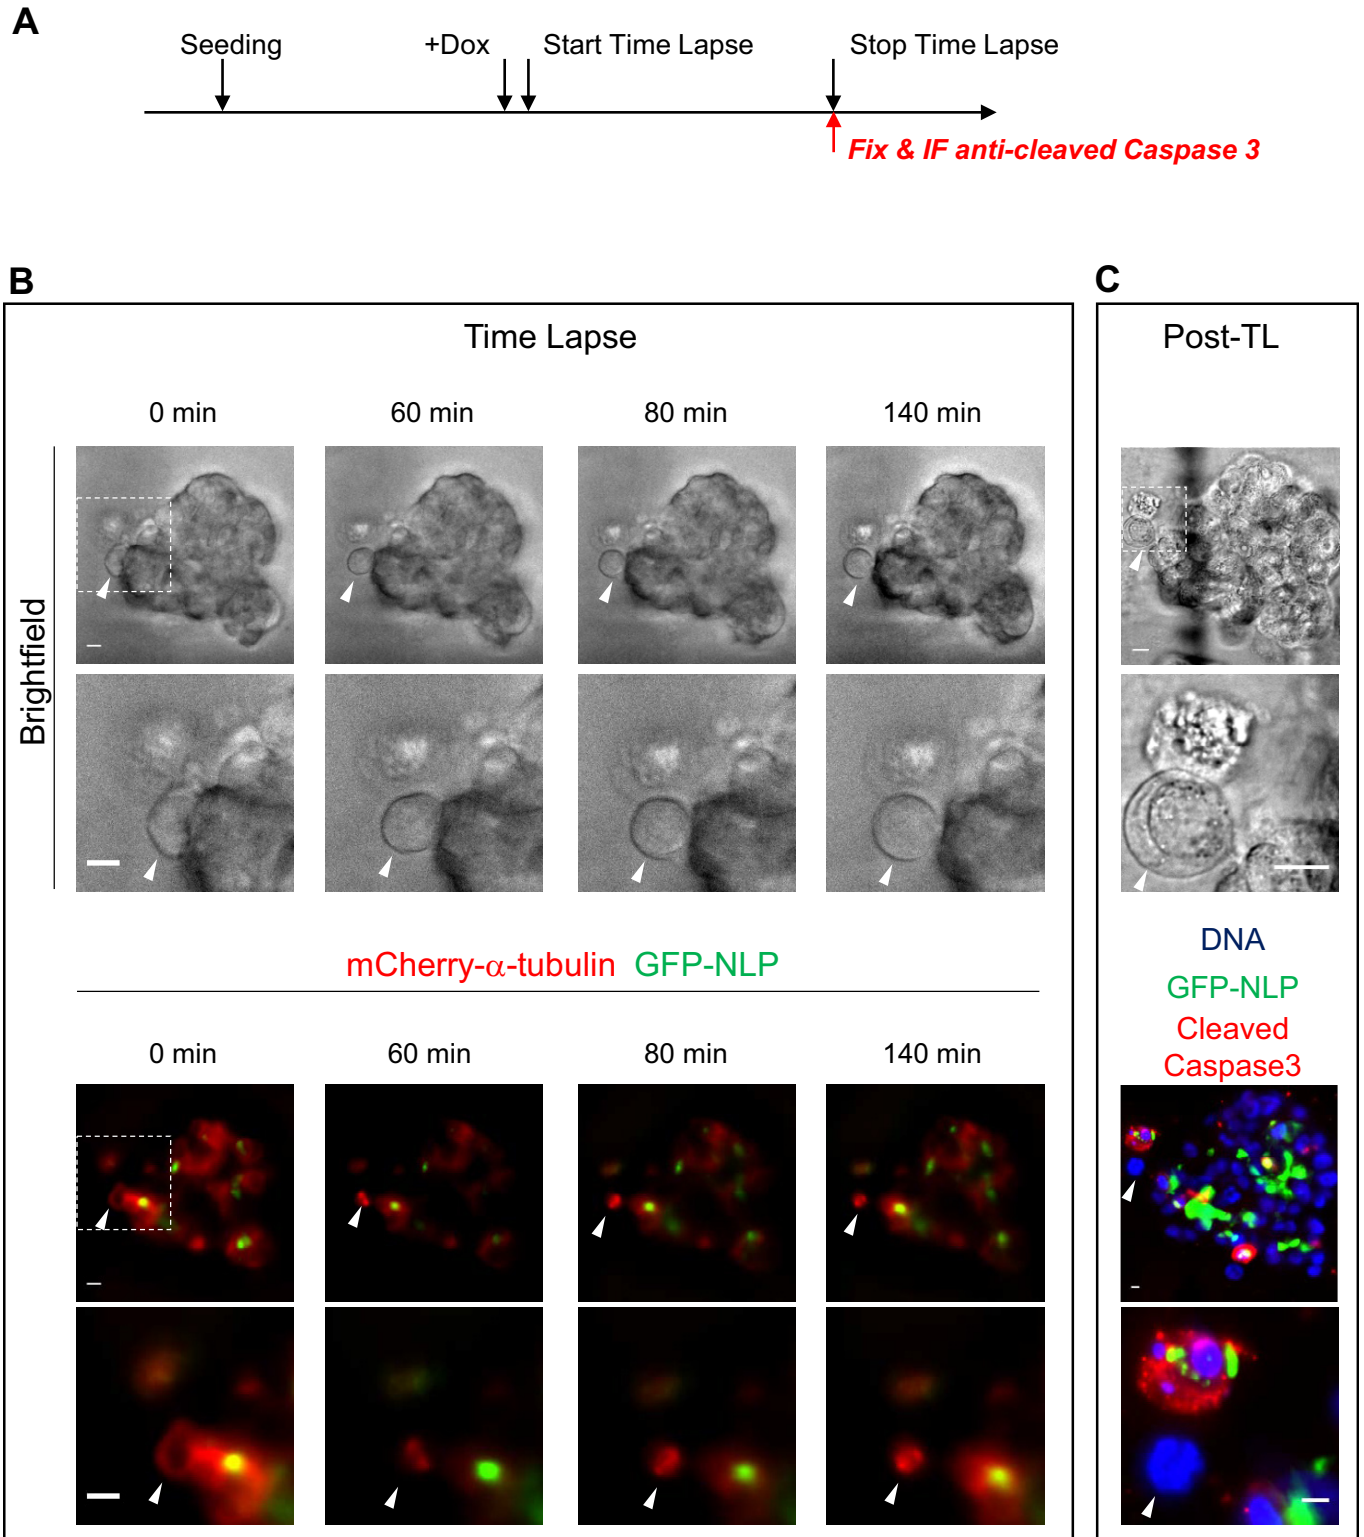 A
Seeding
+Dox
Start Time Lapse
Stop Time Lapse
Fix & IF anti-cleaved Caspase 3
B
Time Lapse
0 min
60 min
80 min
140 min
Brightfield
mCherry-α-tubulin GFP-NLP
0 min
60 min
80 min
140 min
C
Post-TL
DNA
GFP-NLP
Cleaved
Caspase3